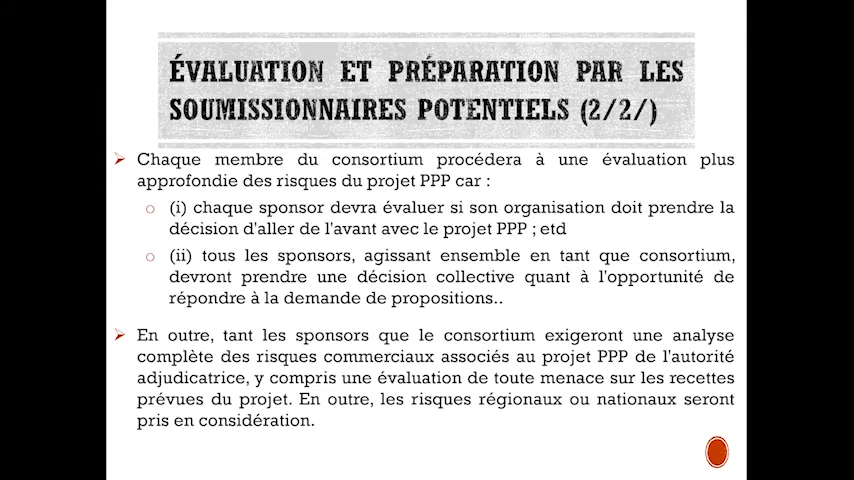 ÉVALUATION ET PRÉPARATION PAR LES
SOUMISSIONNAIRES POTENTIELS (2/2/)
Chaque membre du consortium procédera à une évaluation plus
approfondie des risques du projet PPP car :
(i) chaque sponsor devra évaluer si son organisation doit prendre la
décision d'aller de l'avant avec le projet PPP ; etd
(ii) tous les sponsors, agissant ensemble en tant que consortium,
devront prendre une décision collective quant à l'opportunité de
répondre à la demande de propositions..
En outre, tant les sponsors que le consortium exigeront une analyse
complète des risques commerciaux associés au projet PPP de l'autorité
adjudicatrice, y compris une évaluation de toute menace sur les recettes
prévues du projet. En outre, les risques régionaux ou nationaux seront
pris en considération.